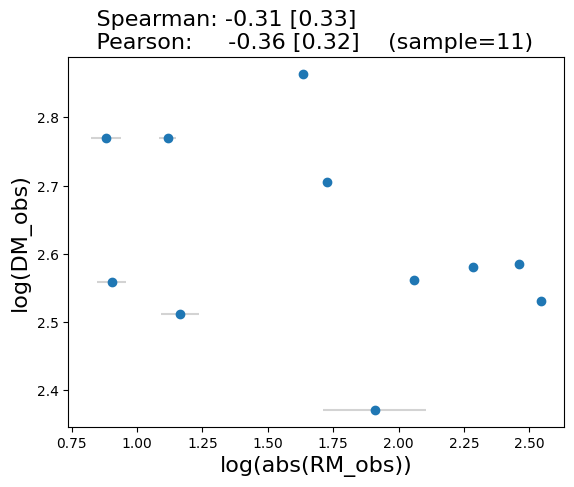 Spearman: -0.31 [0.33]
Pearson: -0.36 [0.32] (sample=11)
log(DM_obs)
2.8
2.7
2.6
2.5
2.4
0.75 1.00 1.25 1.50 1.75 2.00 2.25 2.50
log(abs(RM_obs))